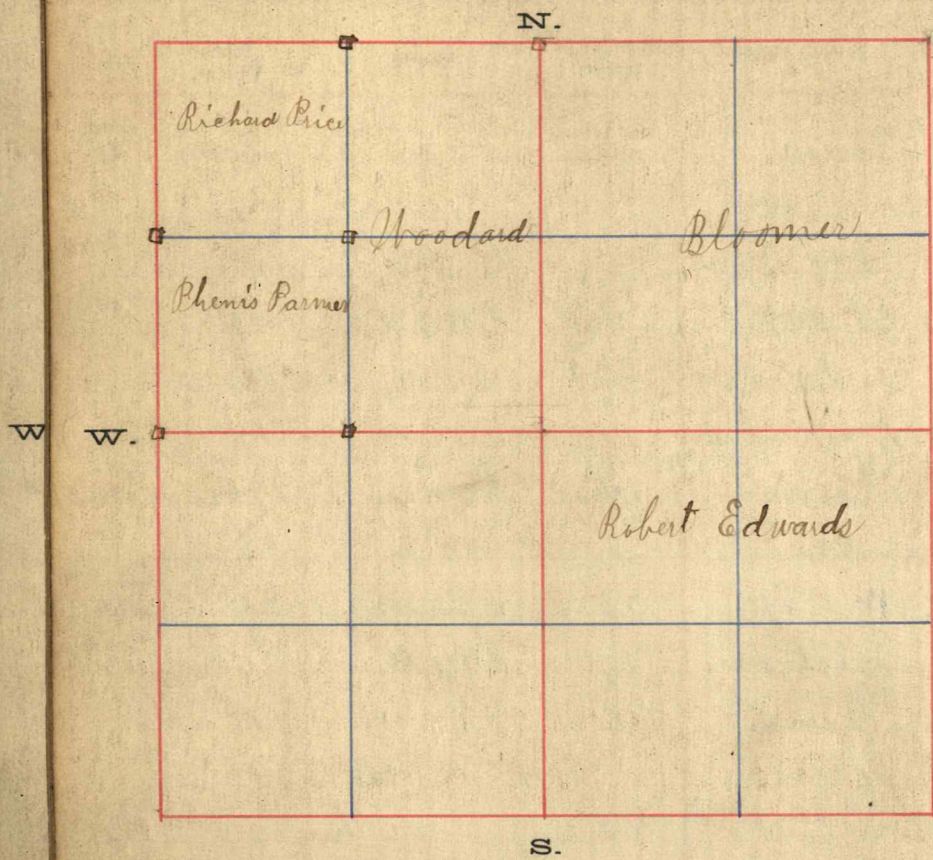 N.
Richard Price
Woodard
Bloomer
Phenis Parmer
W
W.
Robert Edwards
S.